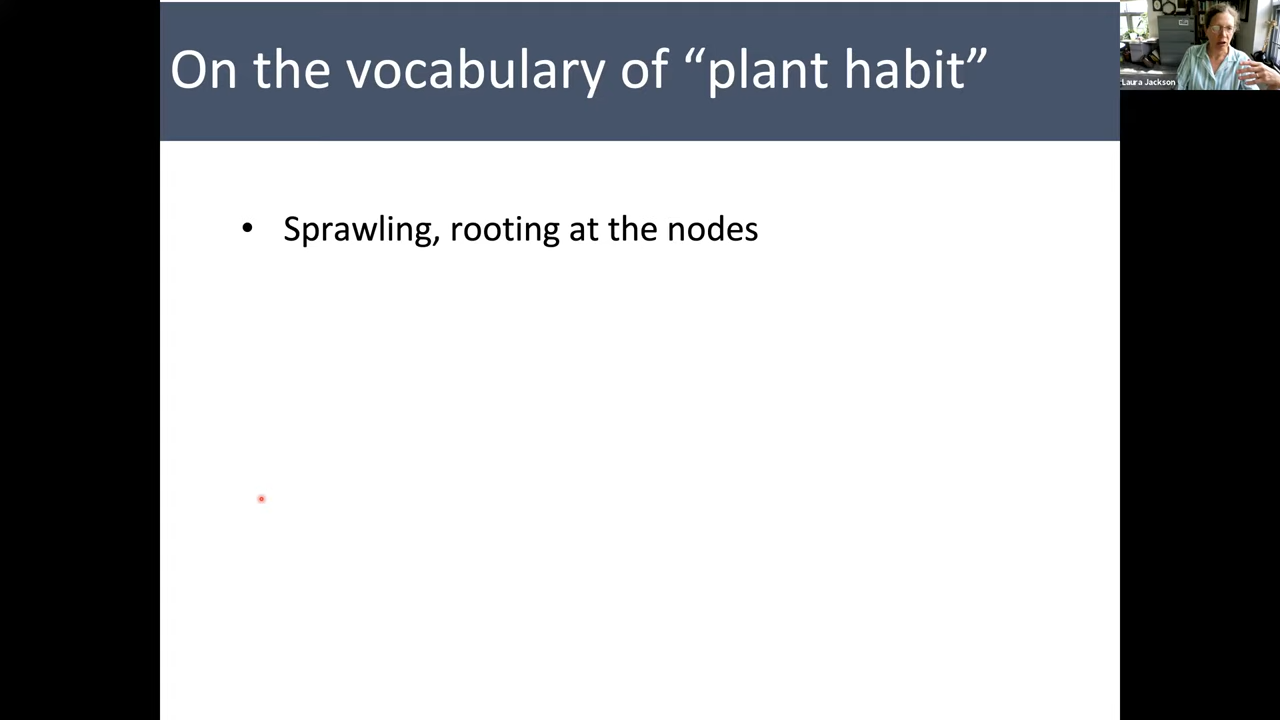 On the vocabulary of “plant habit”
Laura Jackson
• Sprawling, rooting at the nodes